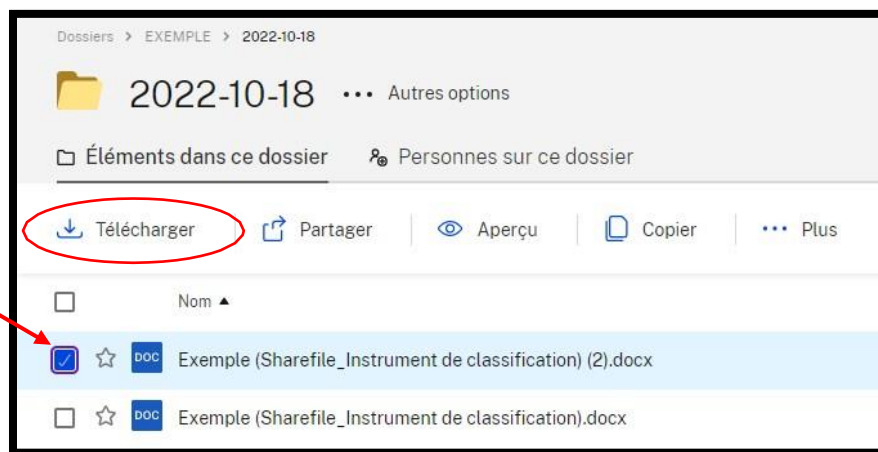 Dossiers > EXEMPLE > 2022-10-18
2022-10-18 ••• Autres options
Éléments dans ce dossier Personnes sur ce dossier
Télécharger Partager Aperçu Copier ••• Plus
Nom ▲
DOC Exemple (Sharefile_Instrument de classification) (2).docx
DOC Exemple (Sharefile_Instrument de classification).docx